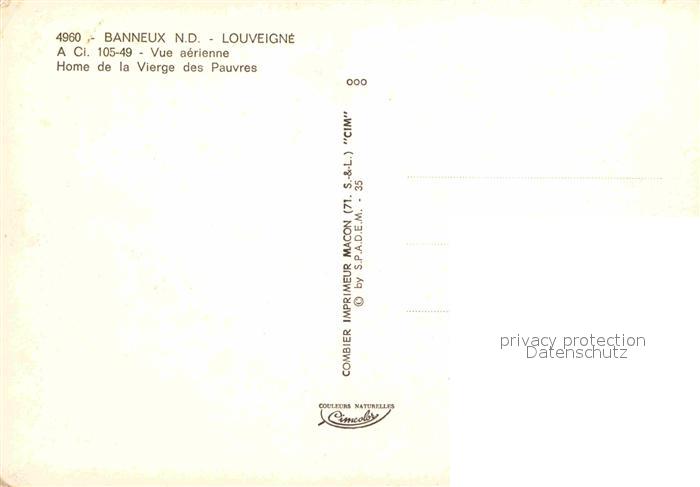 4960 - BANNEUX N.D. - LOUVEIGNÉ
A Ci. 105-49 - Vue aérienne
Home de la Vierge des Pauvres
ooo
COMBIER IMPRIMEUR MACON (71. S.-&-L.) "CIM"
© by S.P.A.D.E.M. - 35
privacy protection
Datenschutz
COULEURS NATURELLES
Cimcolor